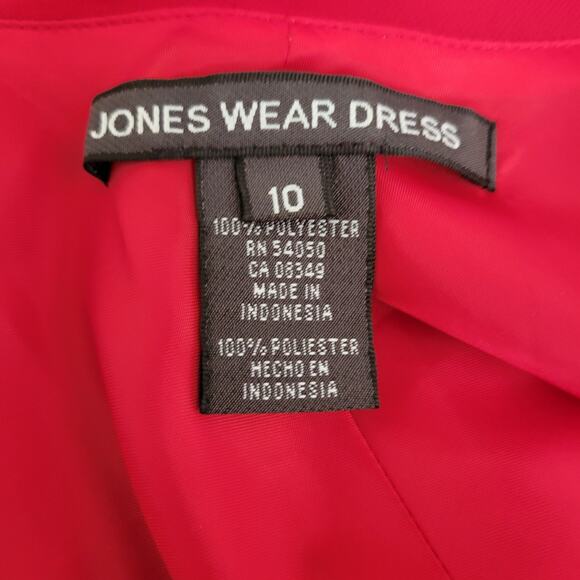 JONES WEAR DRESS
10
100% POLYESTER
RN 54050
CA 08349
MADE IN
INDONESIA
100% POLIESTER
HECHO EN
INDONESIA